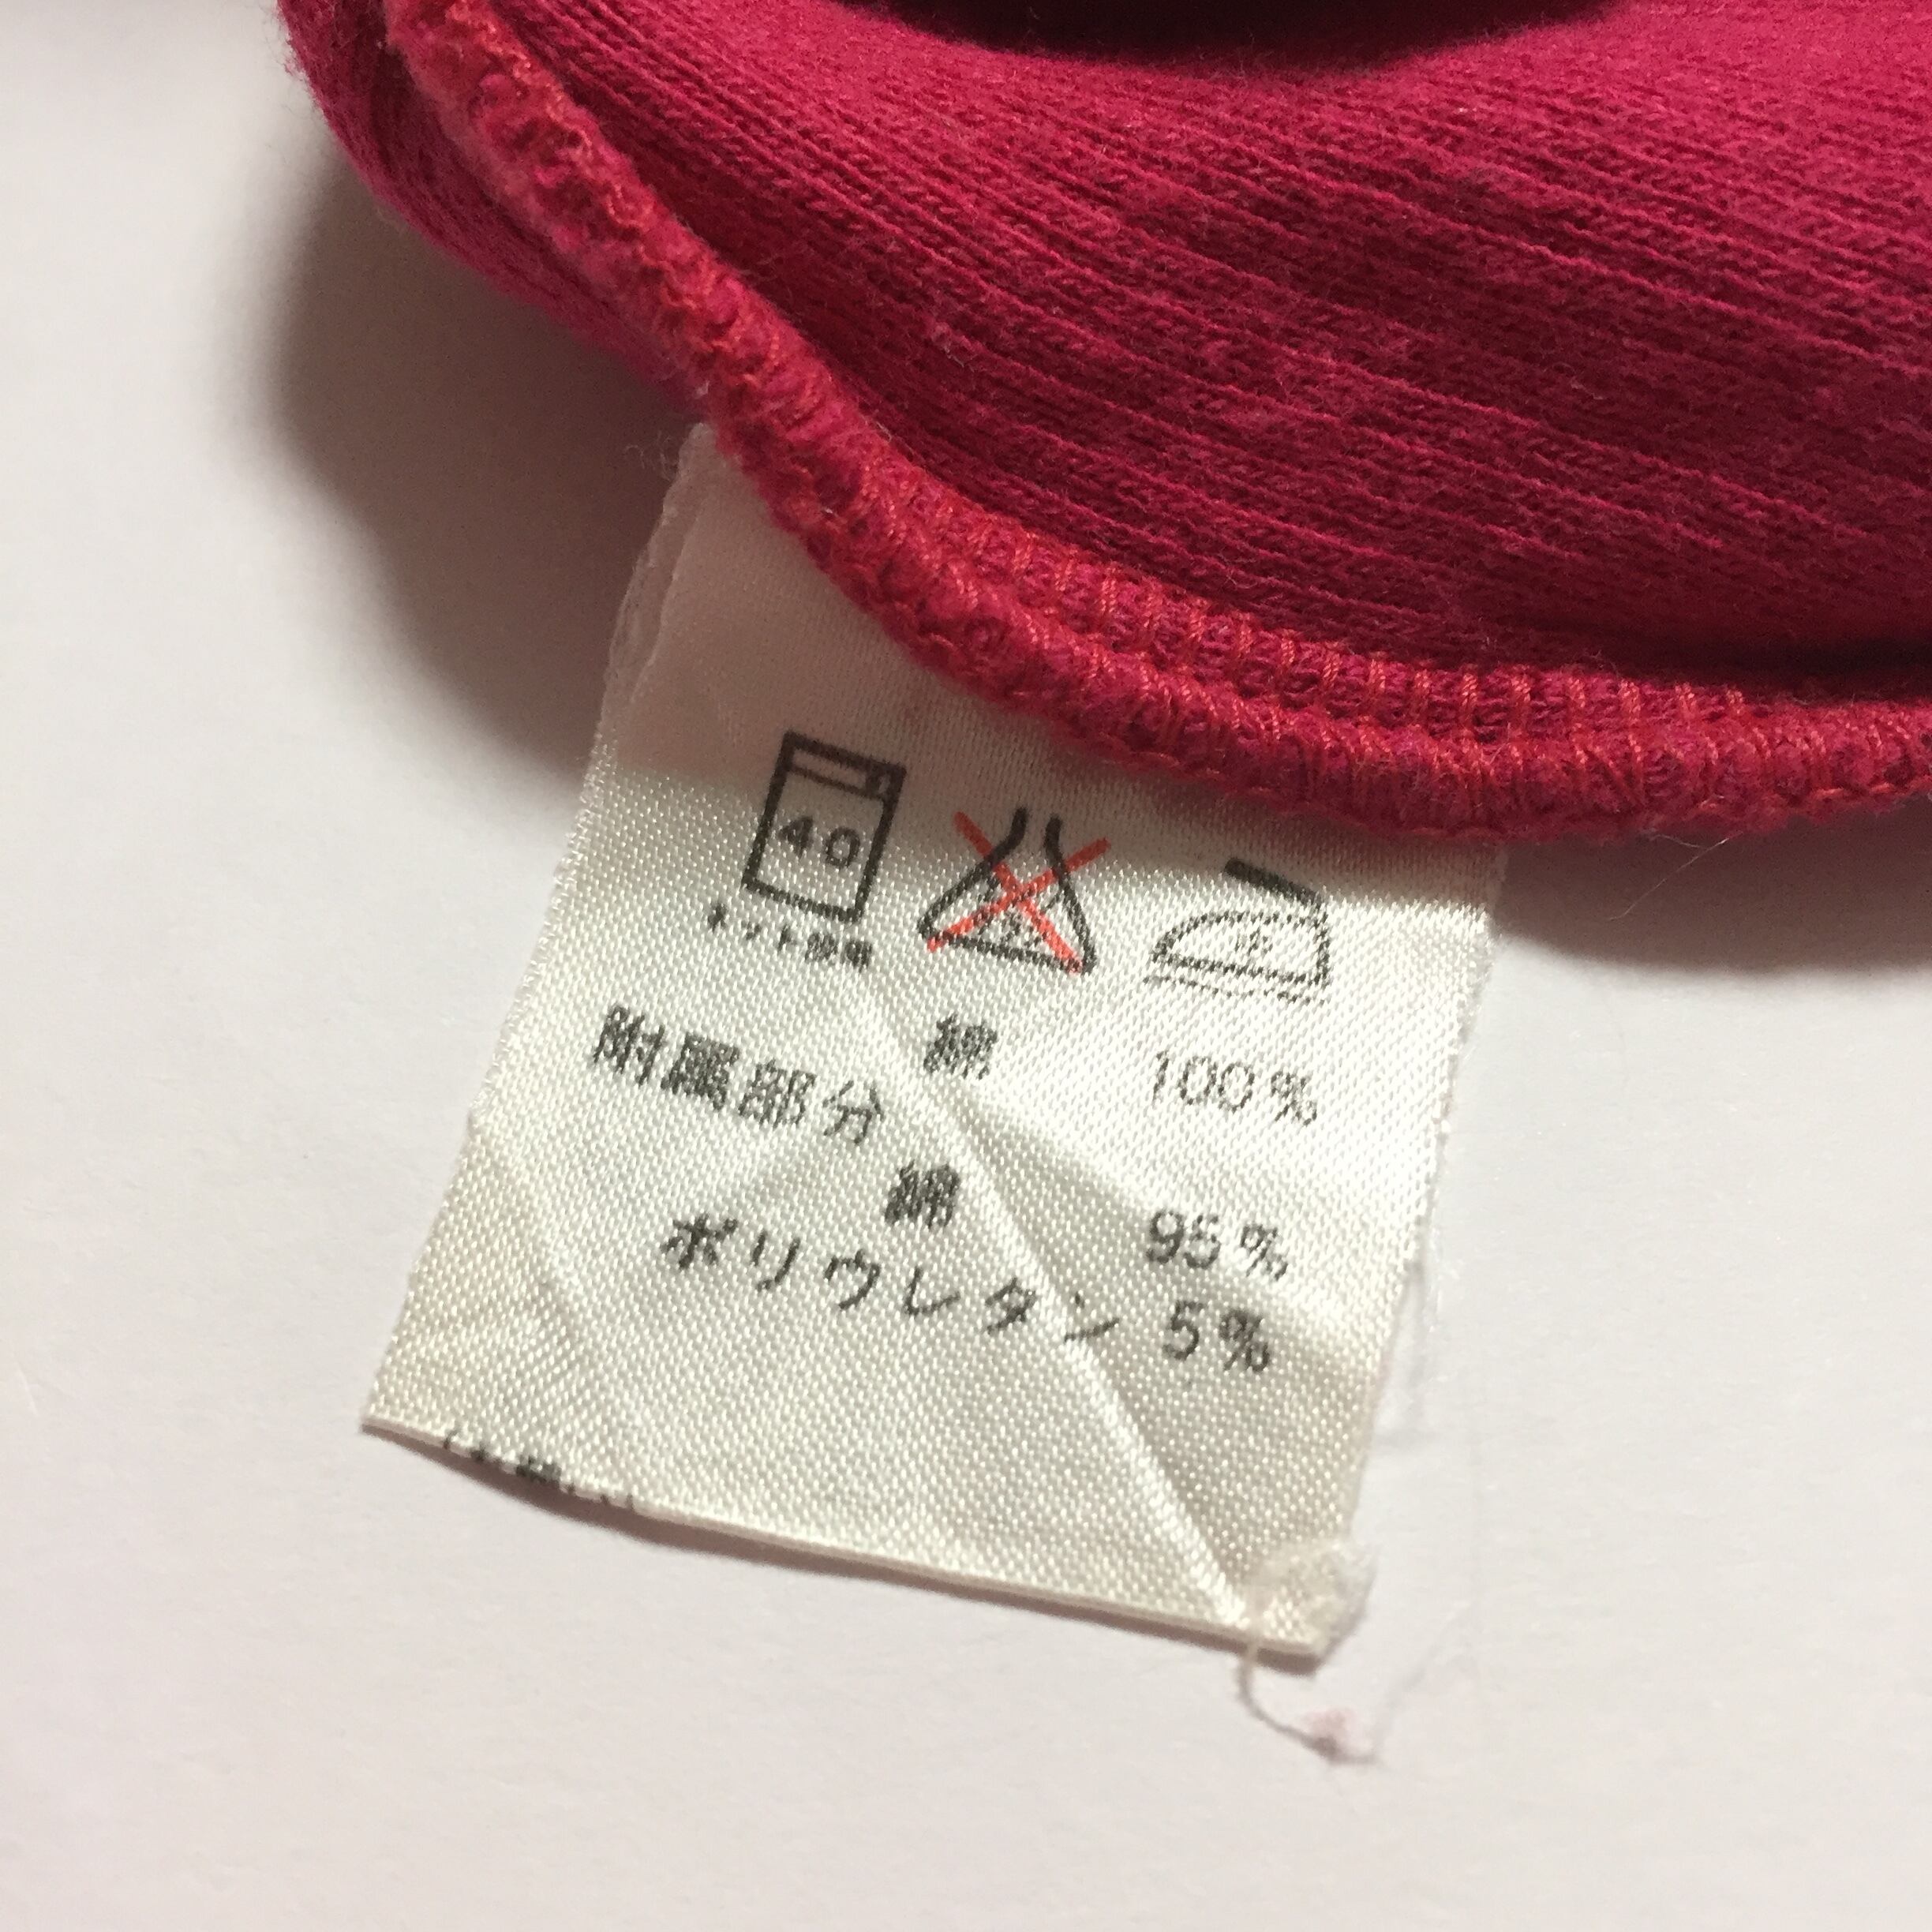 40
ネット使用
綿 100%
附属部分
綿 95%
ポリウレタン 5%